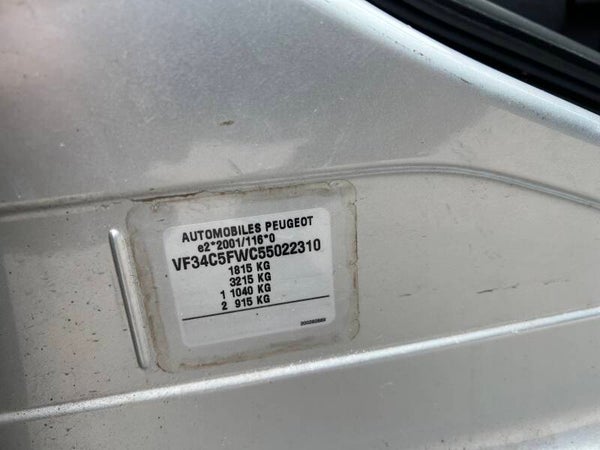 AUTOMOBILES PEUGEOT
e2*2001/116*0
VF34C5FWC55022310
1815 KG
3215 KG
1 1040 KG
2 915 KG